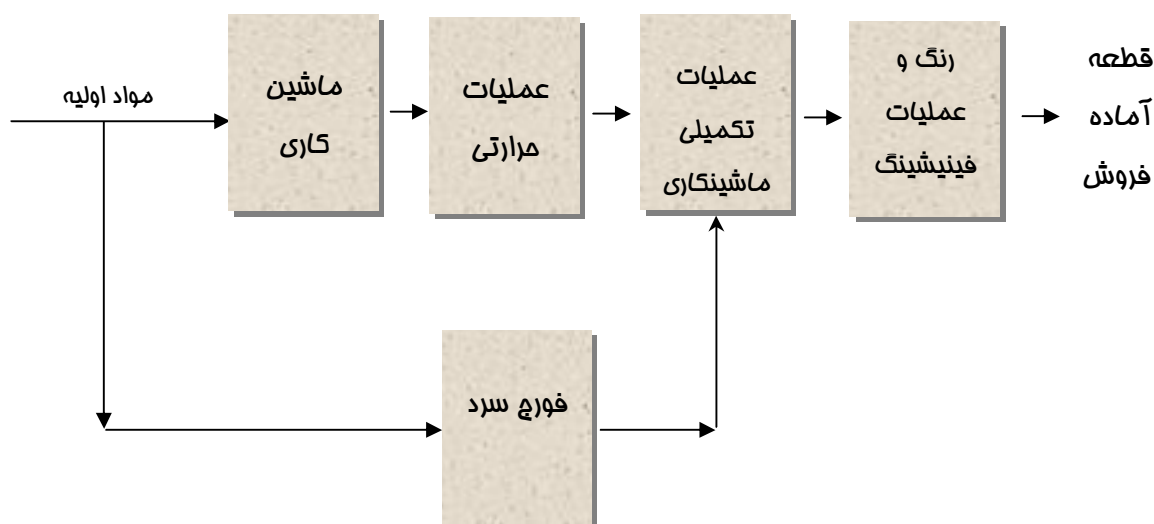 مواد اولیه
ماشین
کاری
عملیات
حرارتی
عملیات
تکمیلی
ماشینکاری
رنگ و
عملیات
فینیشینگ
قطعه
آماده
فروش
فورج سرد